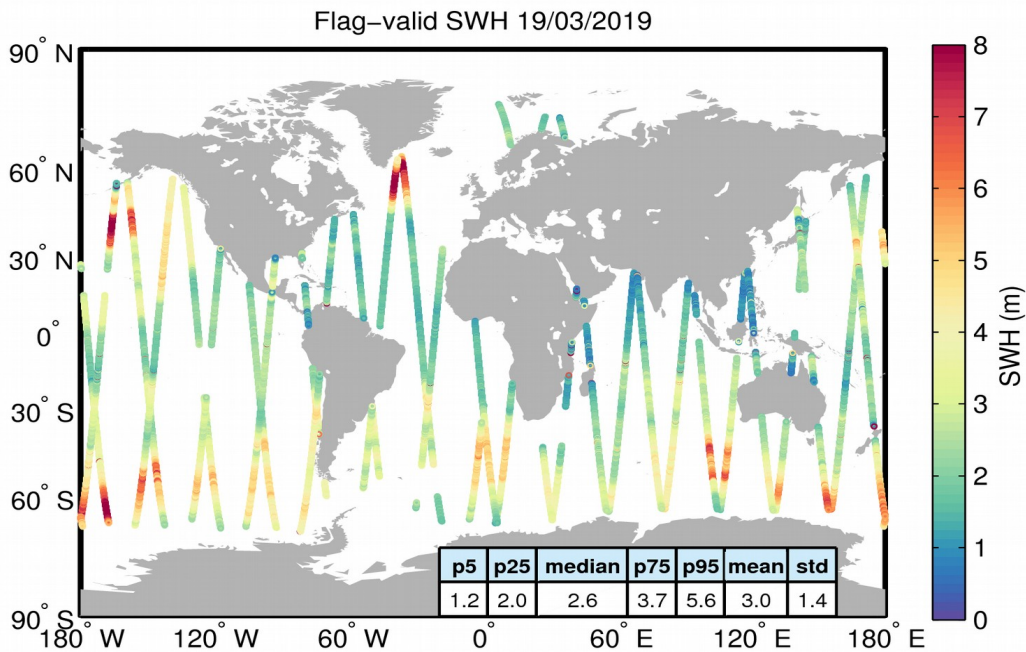 Flag−valid SWH 19/03/2019
90° N
60° N
30° N
0°
30° S
60° S
90° S
180° W
120° W
60° W
0°
60° E
120° E
180° E
p5 p25 median p75 p95 mean std
1.2 2.0 2.6 3.7 5.6 3.0 1.4
8
7
6
5
4
3
2
1
0
SWH (m)